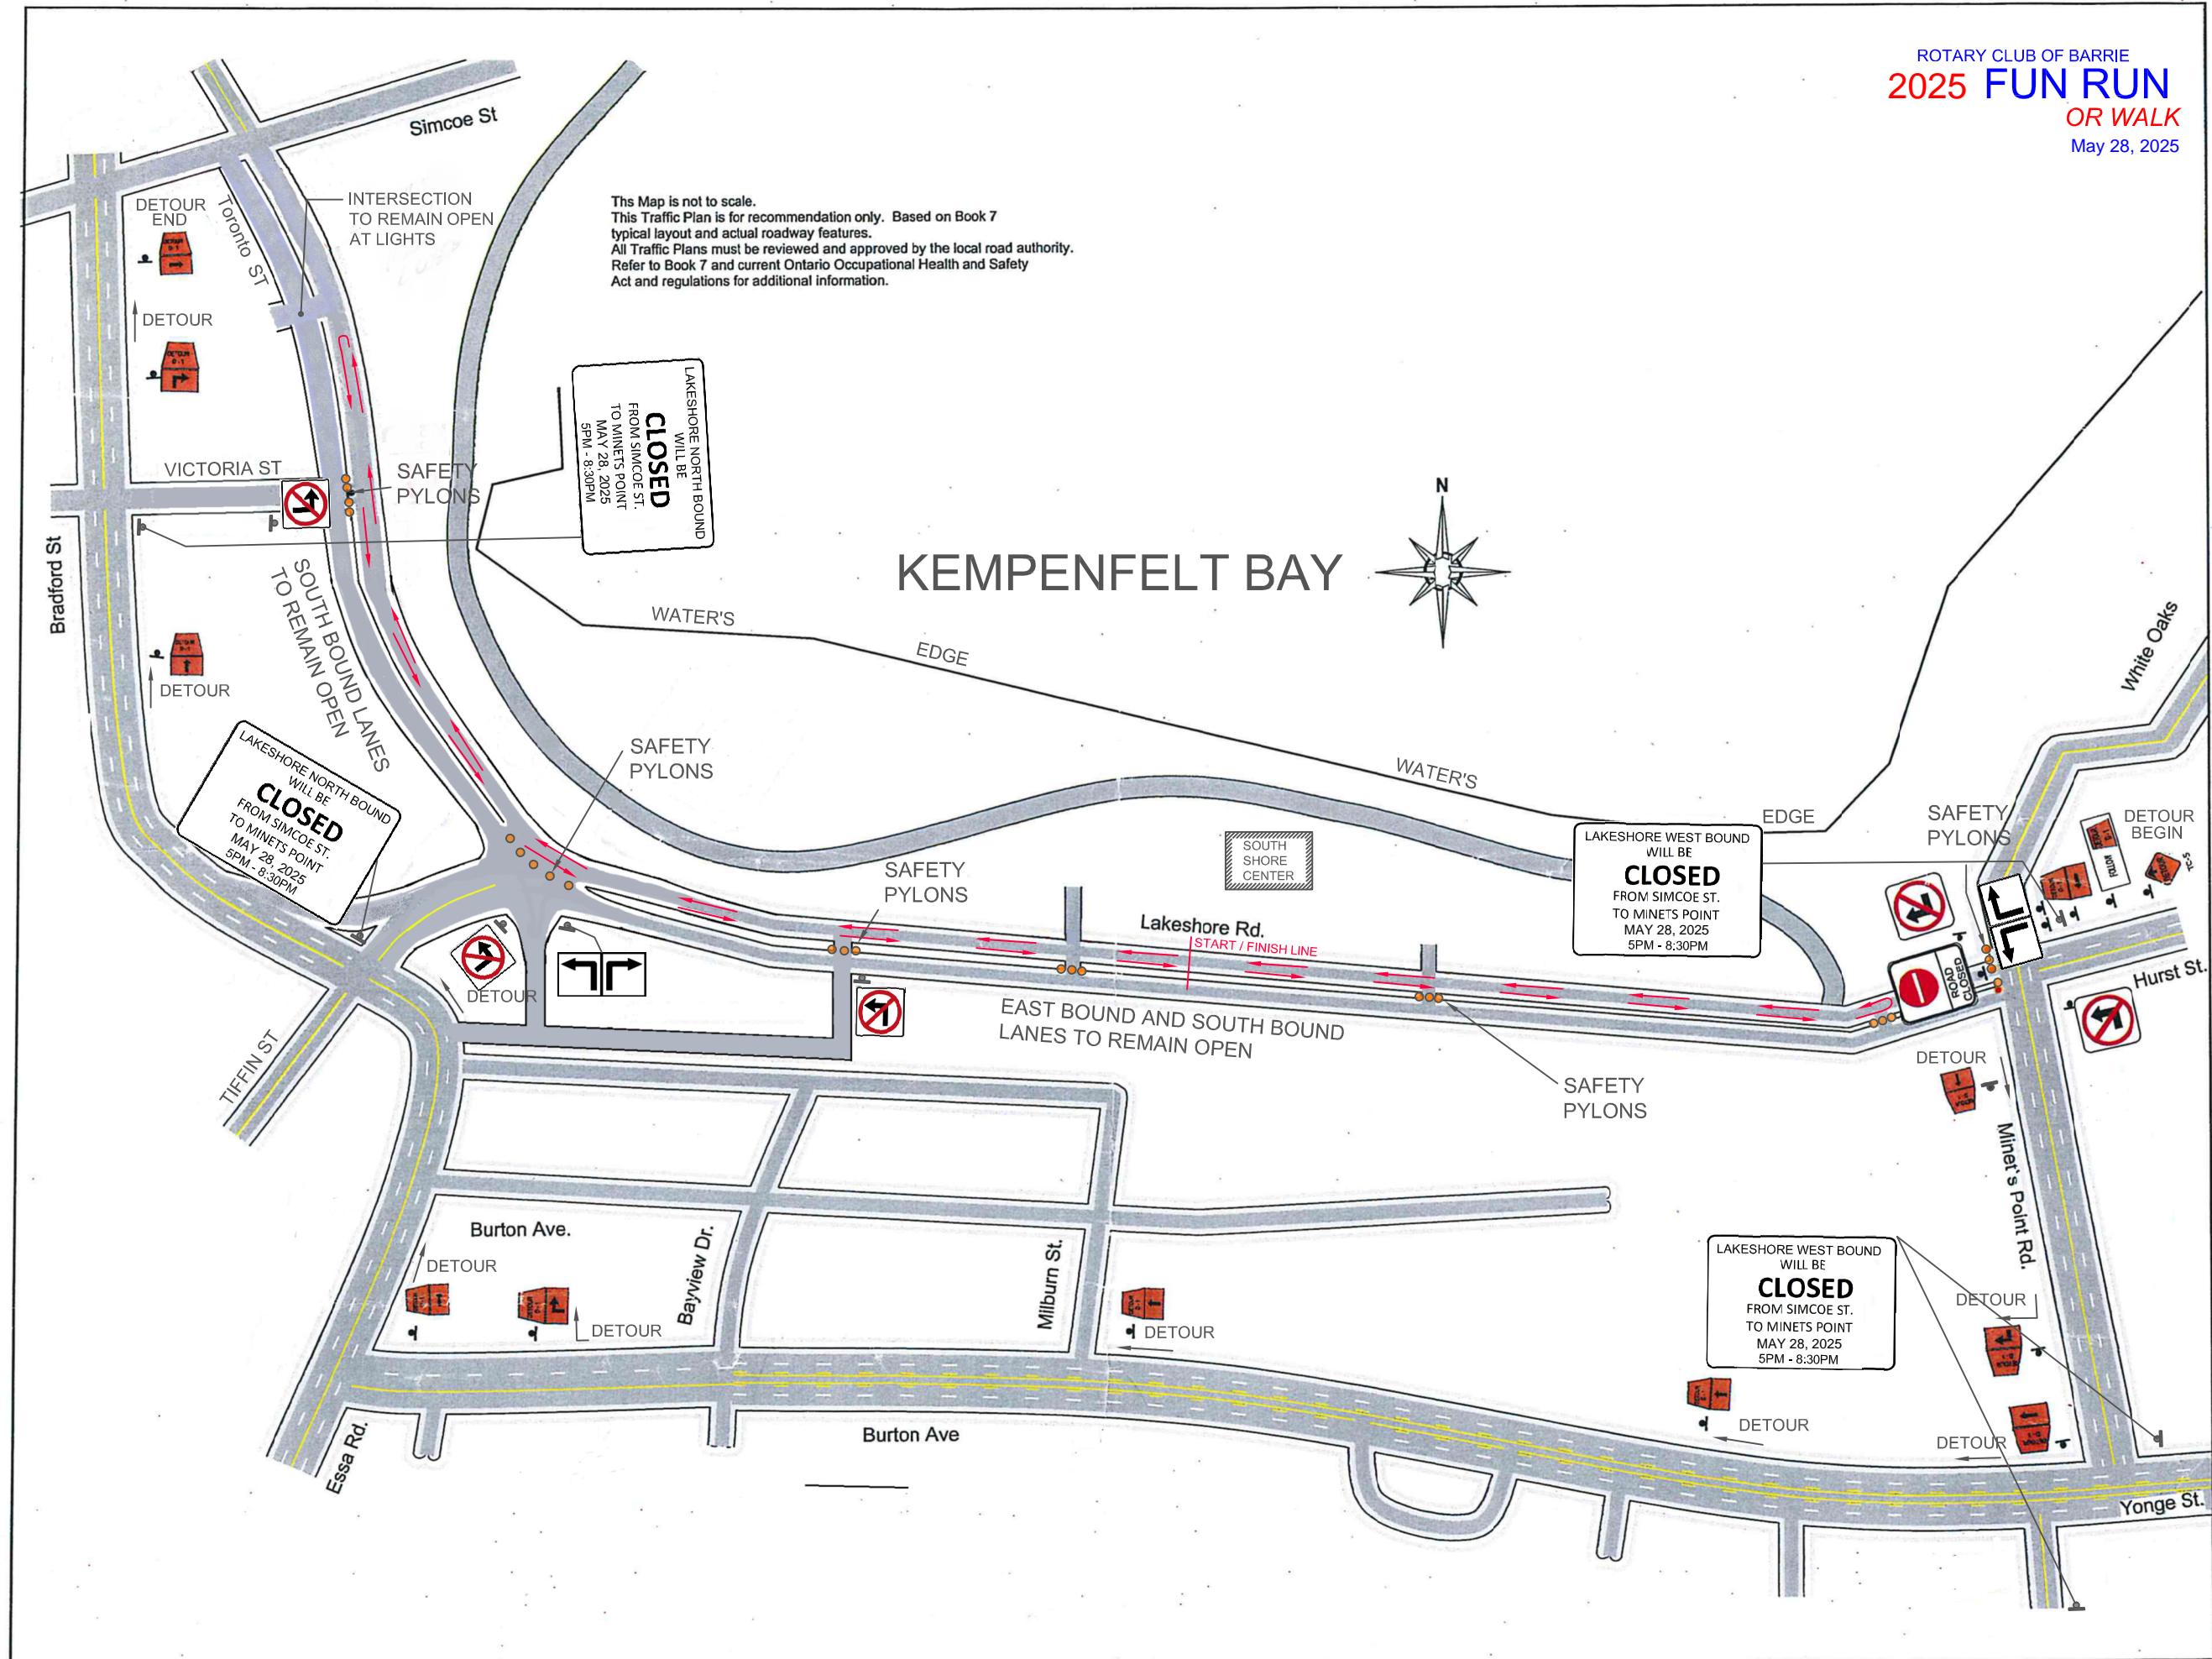 ROTARY CLUB OF BARRIE
2025 FUN RUN
OR WALK
May 28, 2025
Simcoe St
Toronto ST
INTERSECTION
TO REMAIN OPEN
AT LIGHTS
Ths Map is not to scale.
This Traffic Plan is for recommendation only. Based on Book 7
typical layout and actual roadway features.
All Traffic Plans must be reviewed and approved by the local road authority.
Refer to Book 7 and current Ontario Occupational Health and Safety
Act and regulations for additional information.
DETOUR
END
DETOUR
D-1
DETOUR
DETOUR
D-1
VICTORIA ST
SAFETY
PYLONS
LAKESHORE NORTH BOUND
WILL BE
CLOSED
FROM SIMCOE ST.
TO MINETS POINT
MAY 28, 2025
5PM - 8:30PM
Bradford St
SOUTH BOUND LANES
TO REMAIN OPEN
DETOUR
KEMPENFELT BAY
N
WATER'S
EDGE
WATER'S
EDGE
White Oaks
LAKESHORE NORTH BOUND
WILL BE
CLOSED
FROM SIMCOE ST.
TO MINETS POINT
MAY 28, 2025
5PM - 8:30PM
SAFETY
PYLONS
SAFETY
PYLONS
SOUTH
SHORE
CENTER
Lakeshore Rd.
START / FINISH LINE
LAKESHORE WEST BOUND
WILL BE
CLOSED
FROM SIMCOE ST.
TO MINETS POINT
MAY 28, 2025
5PM - 8:30PM
SAFETY
PYLONS
DETOUR
BEGIN
TC-5
ROAD
CLOSED
Hurst St.
DETOUR
TIFFIN ST
EAST BOUND AND SOUTH BOUND
LANES TO REMAIN OPEN
SAFETY
PYLONS
DETOUR
Minet's Point Rd.
Burton Ave.
DETOUR
DETOUR
Bayview Dr.
Milburn St.
DETOUR
D-1
DETOUR
LAKESHORE WEST BOUND
WILL BE
CLOSED
FROM SIMCOE ST.
TO MINETS POINT
MAY 28, 2025
5PM - 8:30PM
DETOUR
DETOUR
DETOUR
Essa Rd.
Burton Ave
Yonge St.